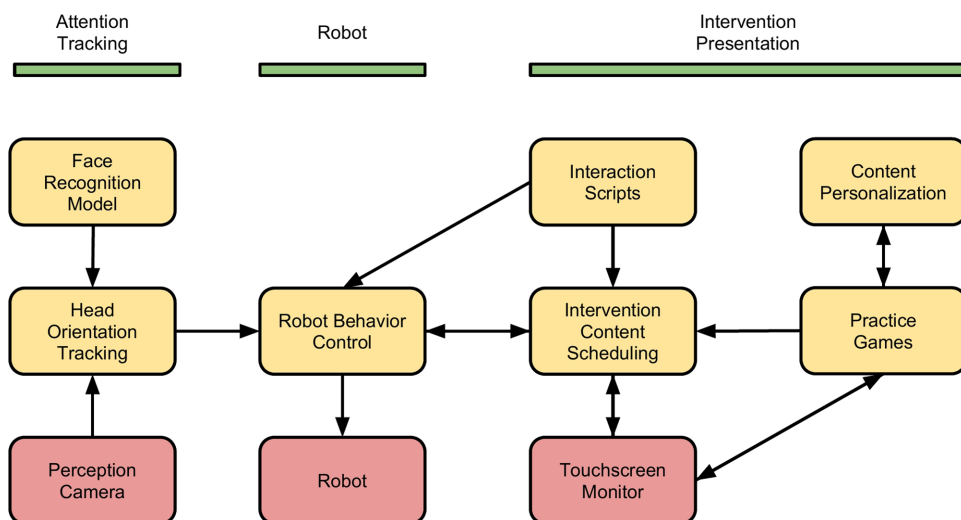 Attention
Tracking
Robot
Intervention
Presentation
Face
Recognition
Model
Interaction
Scripts
Content
Personalization
Head
Orientation
Tracking
Robot Behavior
Control
Intervention
Content
Scheduling
Practice
Games
Perception
Camera
Robot
Touchscreen
Monitor